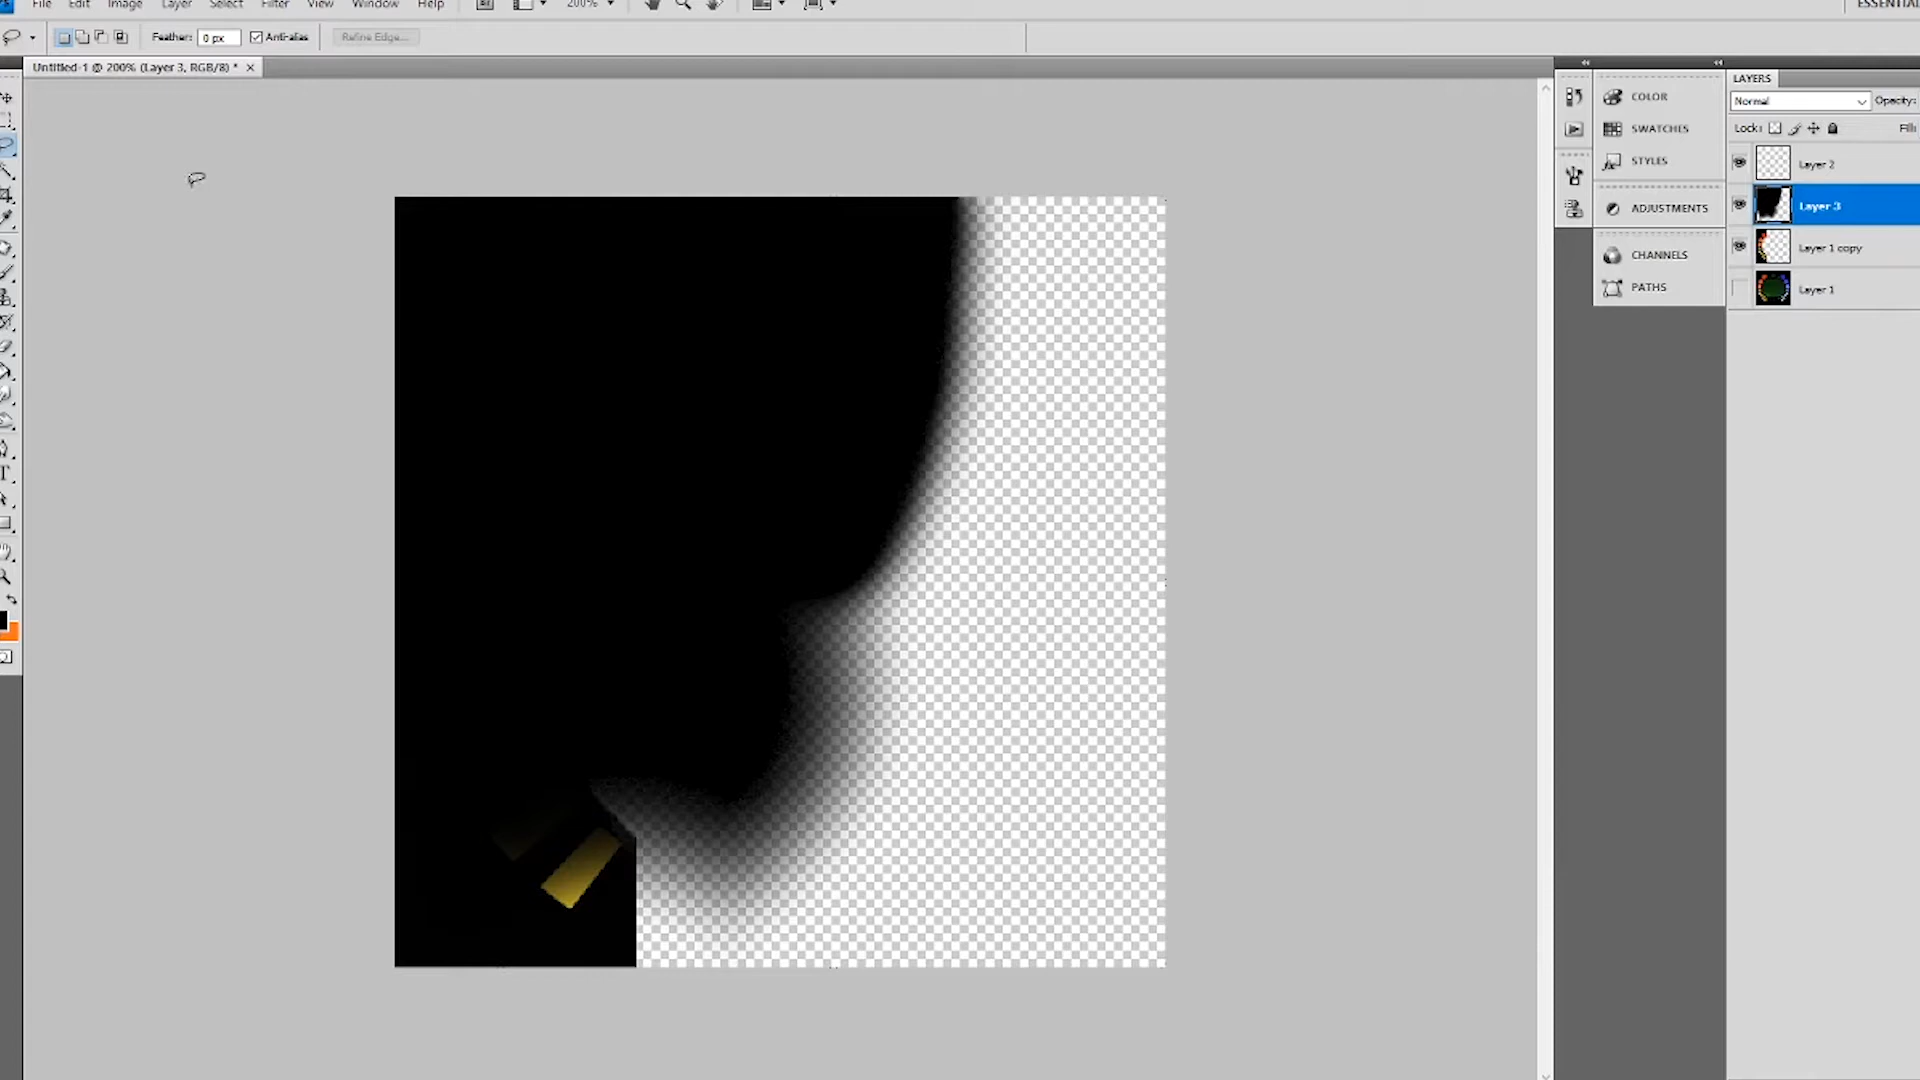 File Edit Image Layer Select Filter View Window Help 200%
Feather: 0 px Anti-alias Refine Edge...
Untitled-1 @ 200% (Layer 3, RGB/8) *
COLOR
SWATCHES
STYLES
ADJUSTMENTS
CHANNELS
PATHS
LAYERS
Normal Opacity:
Lock:
Layer 2
Layer 3
Layer 1 copy
Layer 1